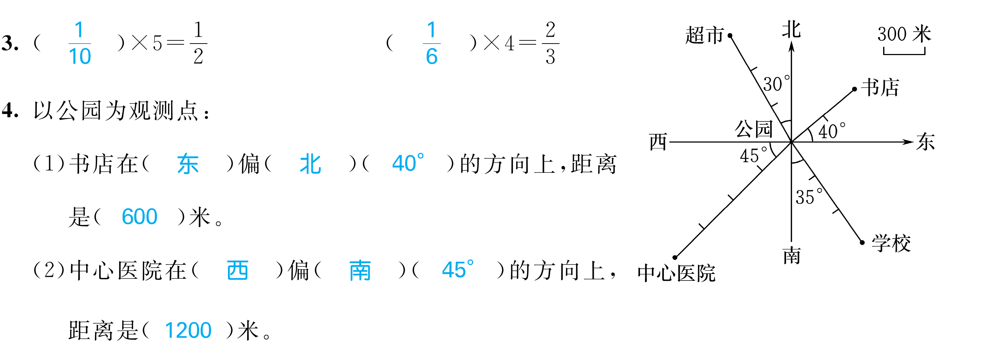 3. ( 1/10 )×5=1/2 ( 1/6 )×4=2/3
4. 以公园为观测点：
(1)书店在( 东 )偏( 北 )( 40° )的方向上,距离
是( 600 )米。
(2)中心医院在( 西 )偏( 南 )( 45° )的方向上，
距离是( 1200 )米。
超市
北
300 米
30°
书店
公园
40°
西
东
45°
35°
学校
南
中心医院